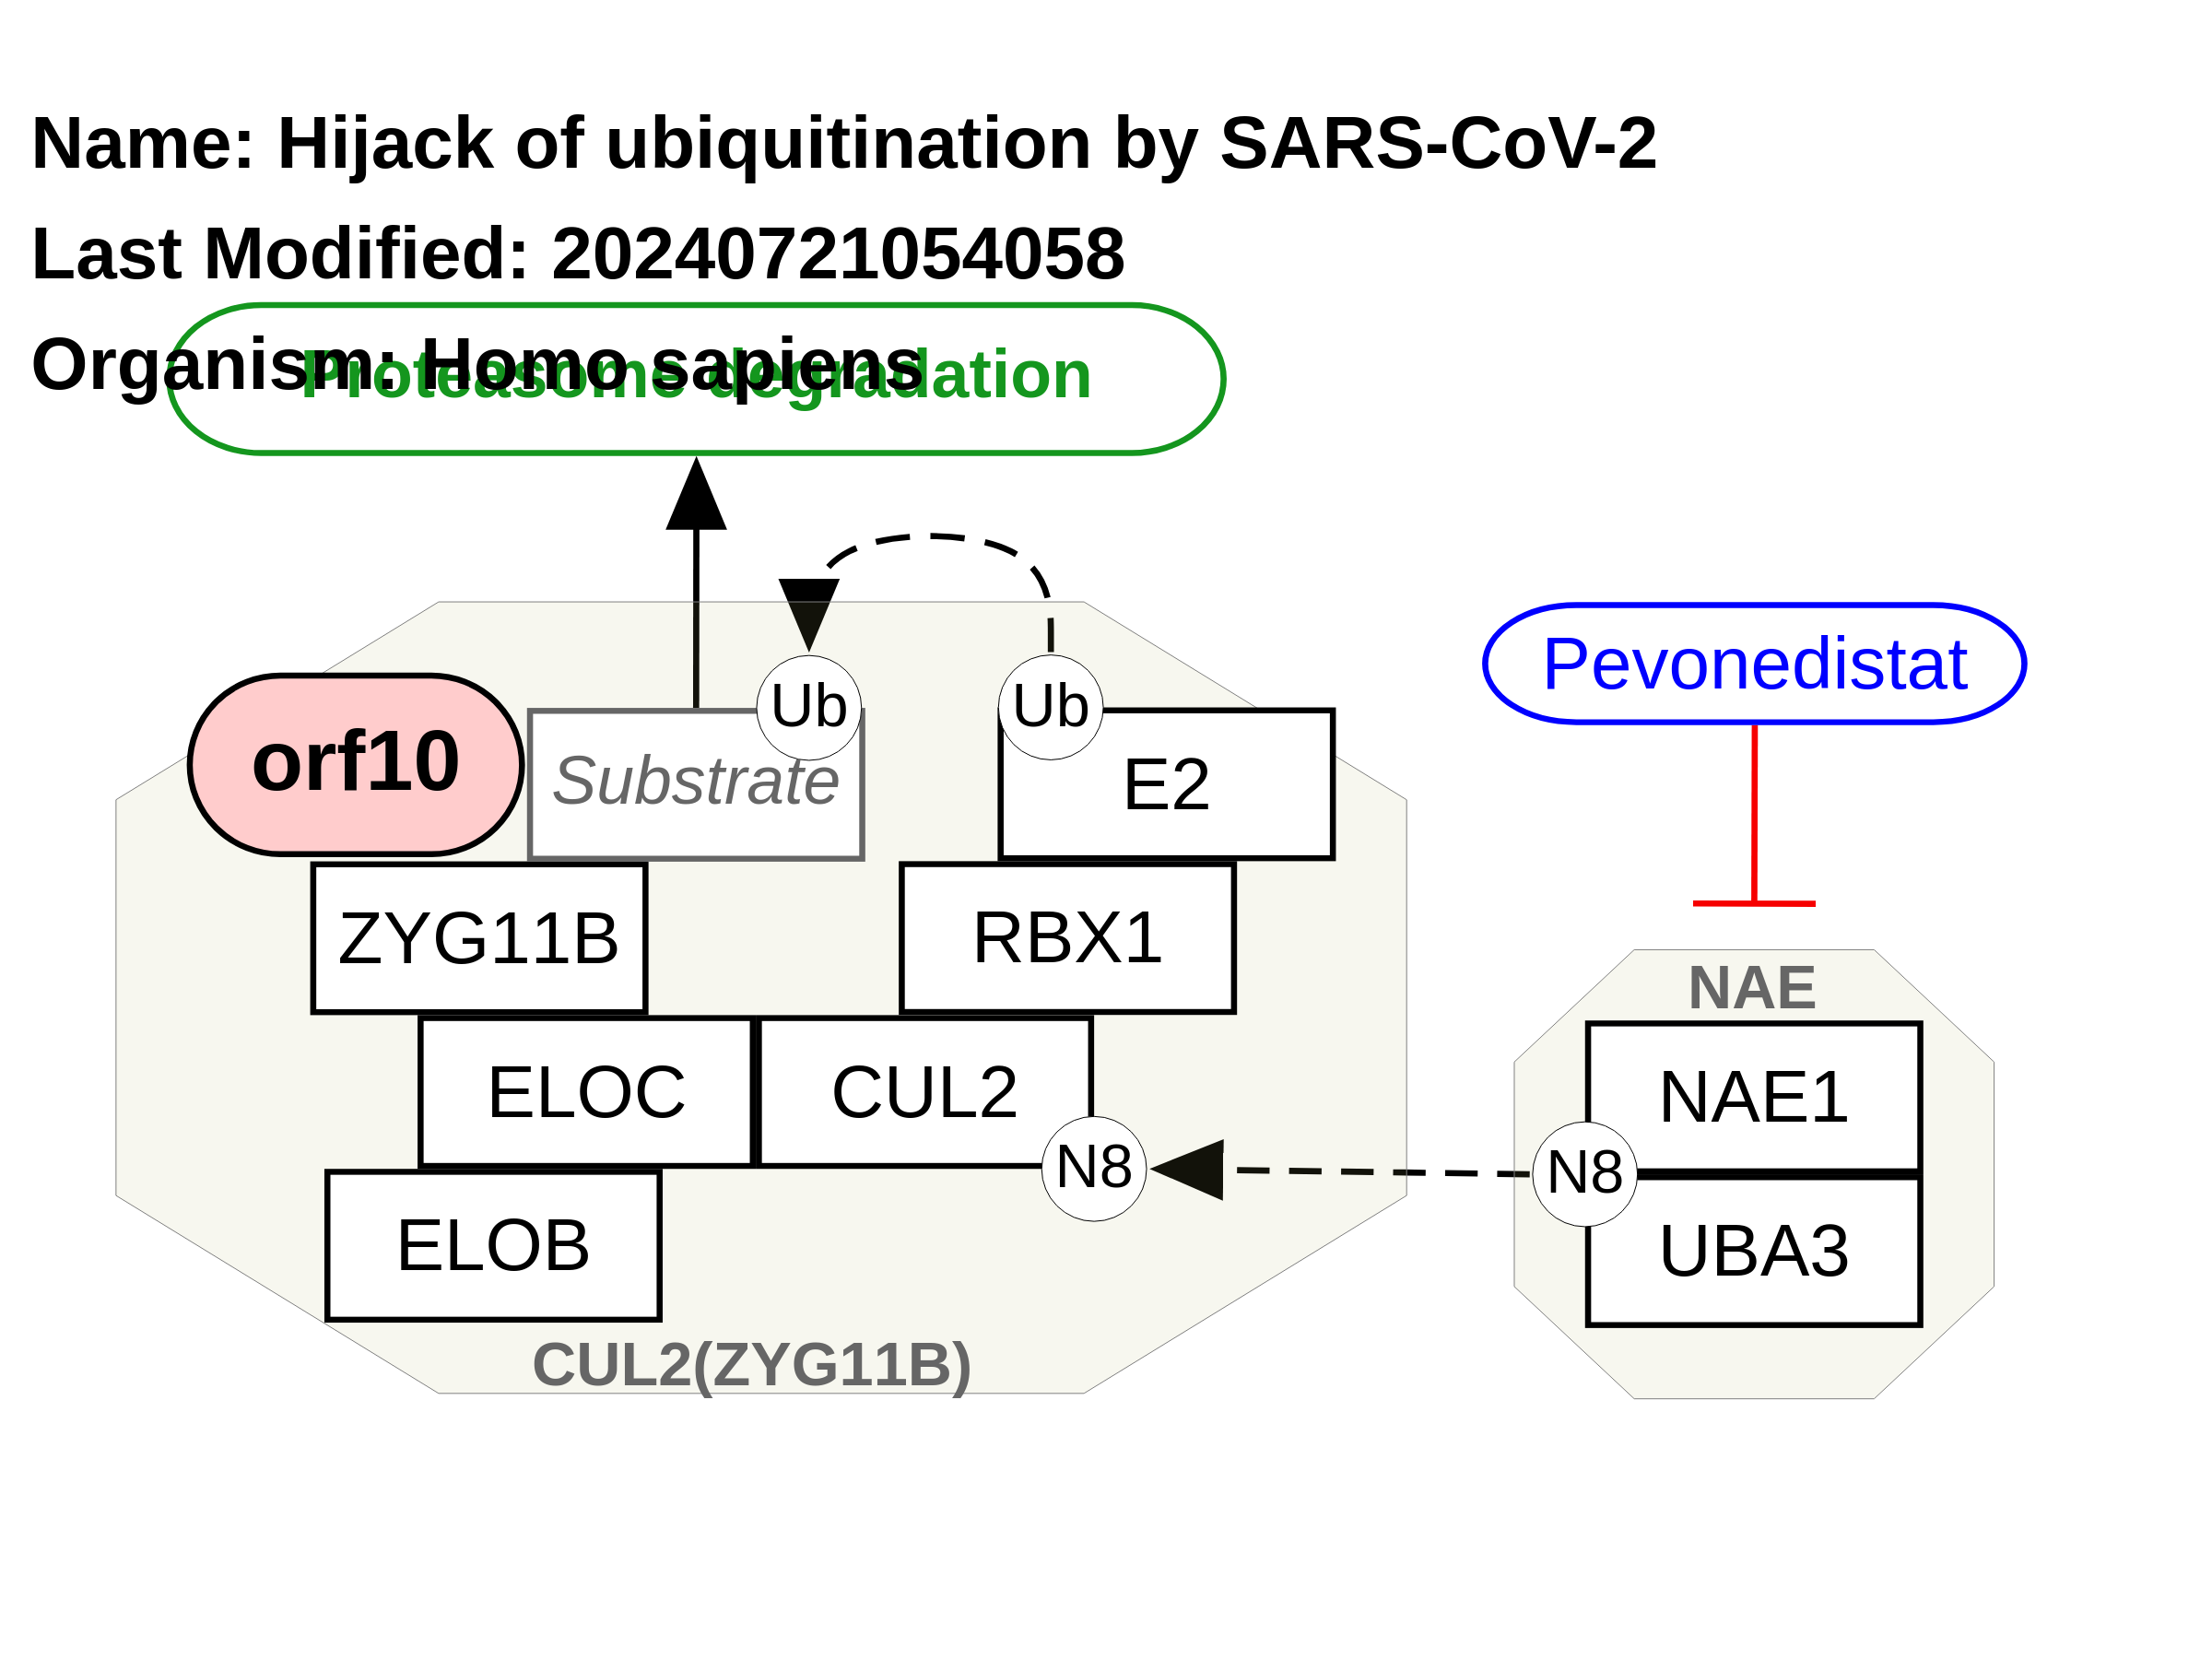 Name: Hijack of ubiquitination by SARS-CoV-2
Last Modified: 20240721054058
Organism: Homo sapiens
Proteasome degradation
Ub
Ub
Pevonedistat
orf10
Substrate
E2
ZYG11B
RBX1
NAE
ELOC
CUL2
NAE1
N8
N8
ELOB
UBA3
CUL2(ZYG11B)